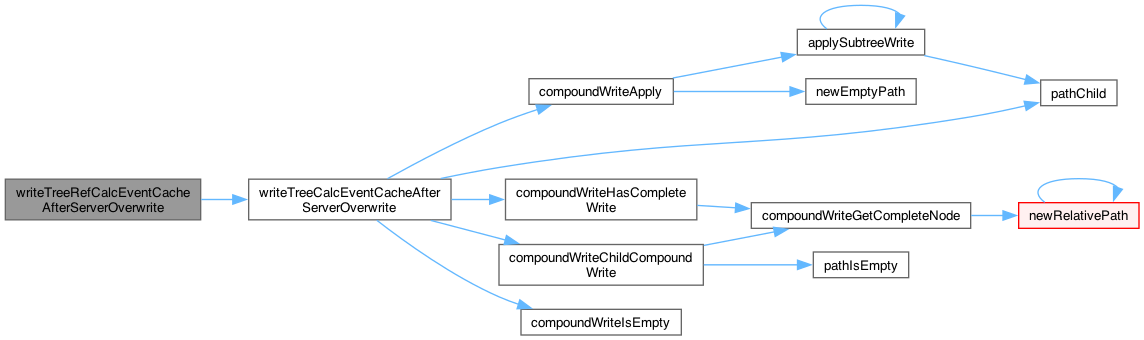 writeTreeRefCalcEventCache
AfterServerOverwrite
writeTreeCalcEventCacheAfter
ServerOverwrite
compoundWriteApply
applySubtreeWrite
newEmptyPath
pathChild
compoundWriteHasComplete
Write
compoundWriteGetCompleteNode
newRelativePath
compoundWriteChildCompound
Write
pathIsEmpty
compoundWriteIsEmpty